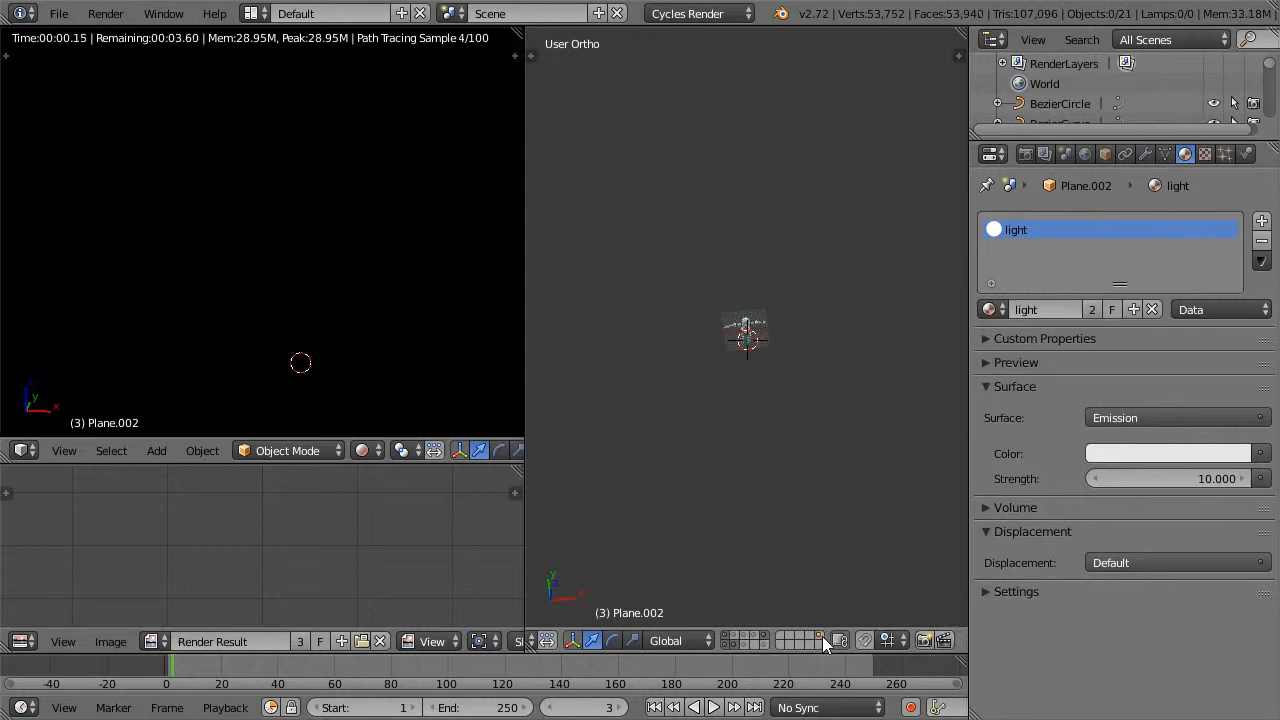 File Render Window Help Default Scene Cycles Render v2.72 | Verts:53,752 | Faces:53,940 | Tris:107,096 | Objects:0/21 | Lamps:0/0 | Mem:33.18M
Time:00:00.15 | Remaining:00:03.60 | Mem:28.95M, Peak:28.95M | Path Tracing Sample 4/100
User Ortho
View Search All Scenes
RenderLayers
World
BezierCircle
Plane.002 light
light
light 2 F Data
Custom Properties
Preview
Surface
Surface: Emission
Color:
Strength: 10.000
Volume
Displacement
Displacement: Default
Settings
z
y
x
(3) Plane.002
View Select Add Object Object Mode
y
z
x
(3) Plane.002
View Image Render Result 3 F View
Global
-40 -20 0 20 40 60 80 100 120 140 160 180 200 220 240 260
View Marker Frame Playback Start: 1 End: 250 3 No Sync